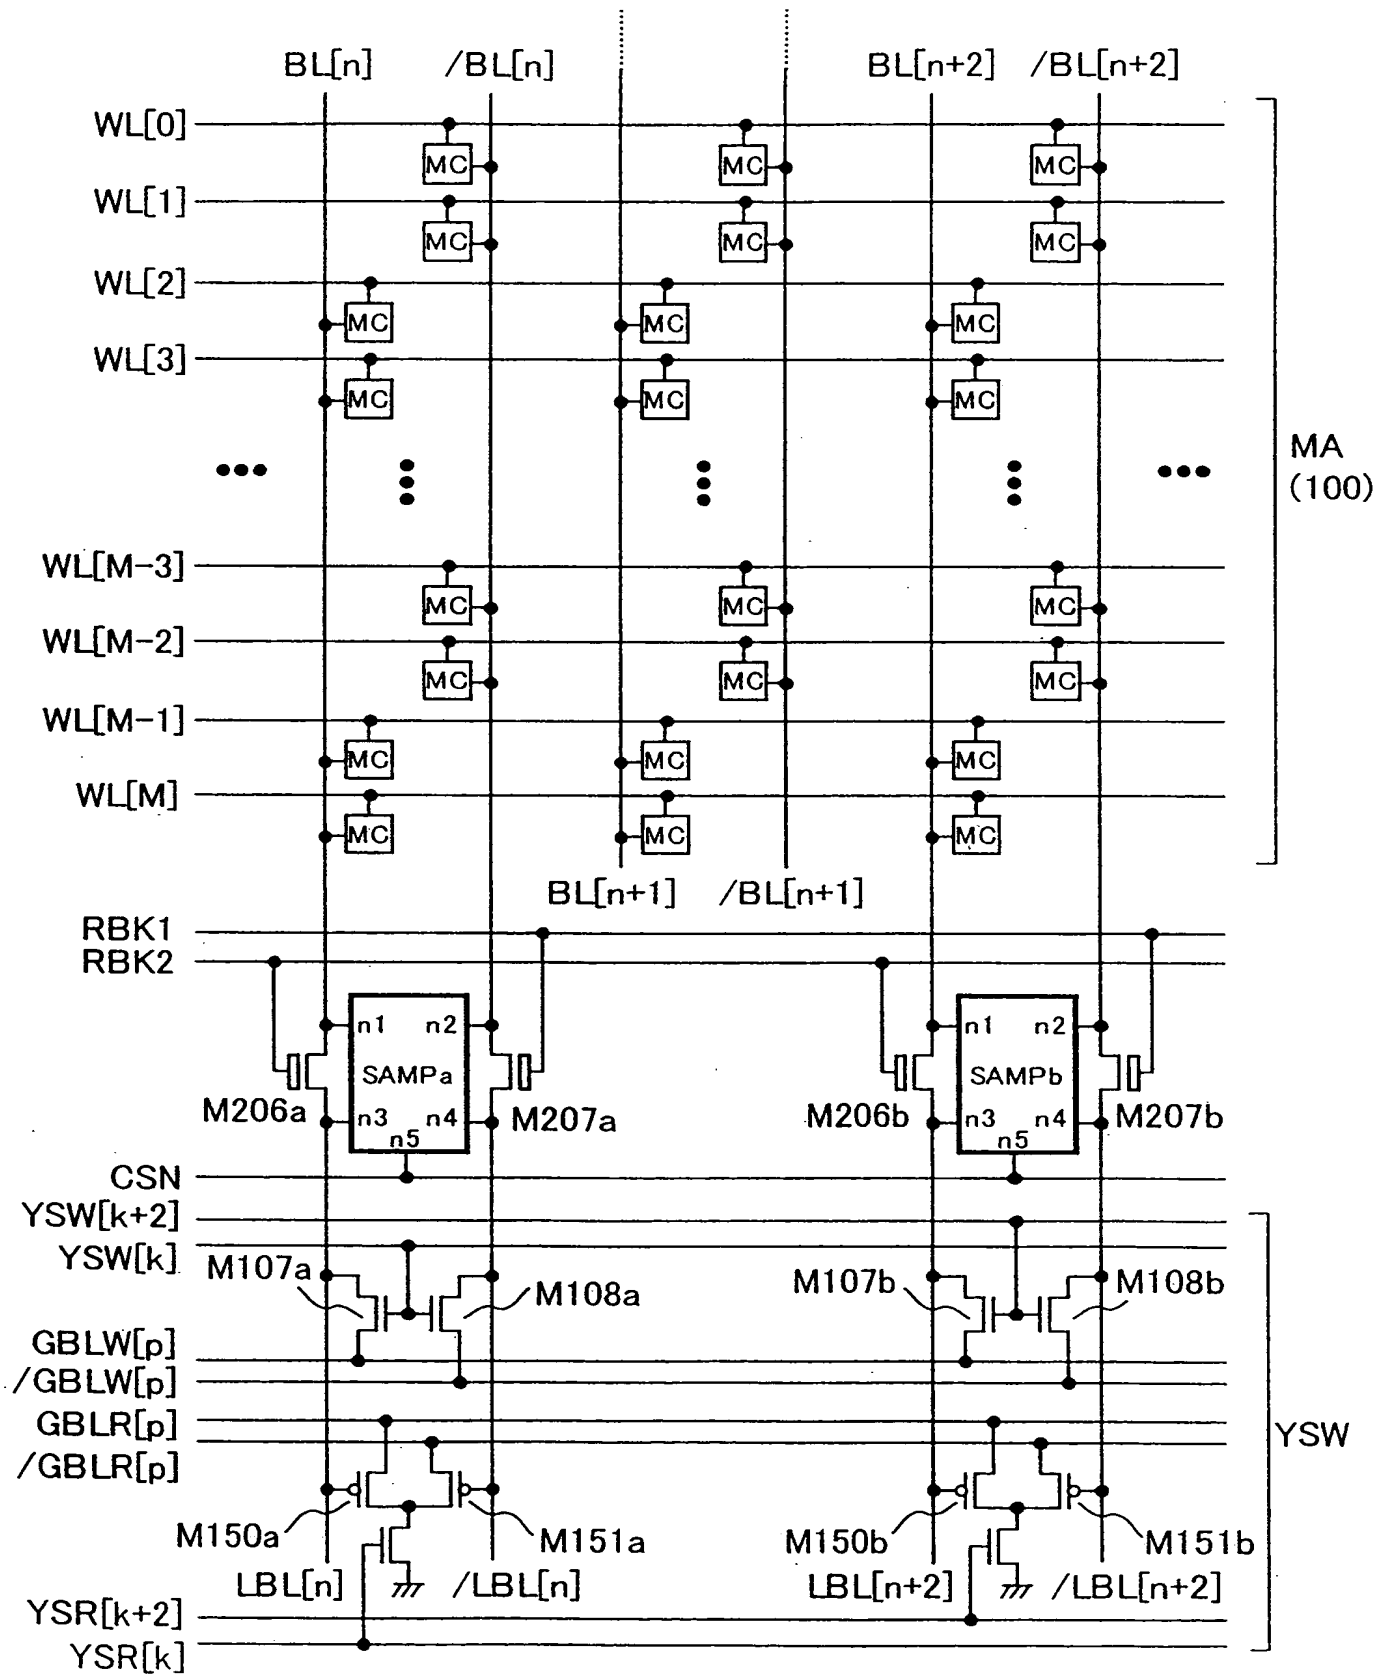 BL[n] /BL[n] BL[n+2] /BL[n+2]
WL[0]
MC MC MC
WL[1]
MC MC MC
WL[2]
MC MC MC
WL[3]
MC MC MC
MA
(100)
WL[M-3]
MC MC MC
WL[M-2]
MC MC MC
WL[M-1]
MC MC MC
WL[M]
MC MC MC
BL[n+1] /BL[n+1]
RBK1
RBK2
n1 n2 n1 n2
SAMPa SAMPb
M206a M207a M206b M207b
n3 n4 n3 n4
n5 n5
CSN
YSW[k+2]
YSW[k]
M107a M108a M107b M108b
GBLW[p]
/GBLW[p]
GBLR[p]
YSW
/GBLR[p]
M150a M151a M150b M151b
LBL[n] /LBL[n] LBL[n+2] /LBL[n+2]
YSR[k+2]
YSR[k]